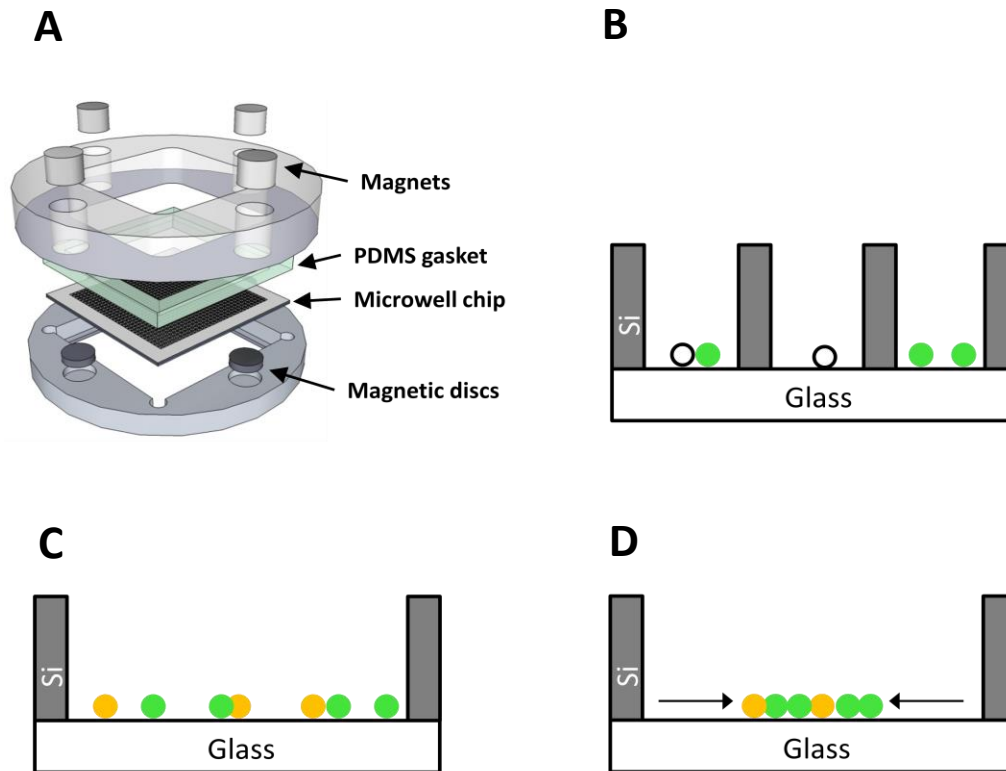 A
Magnets
PDMS gasket
Microwell chip
Magnetic discs
B
Si
Glass
C
Si
Glass
D
Si
Glass